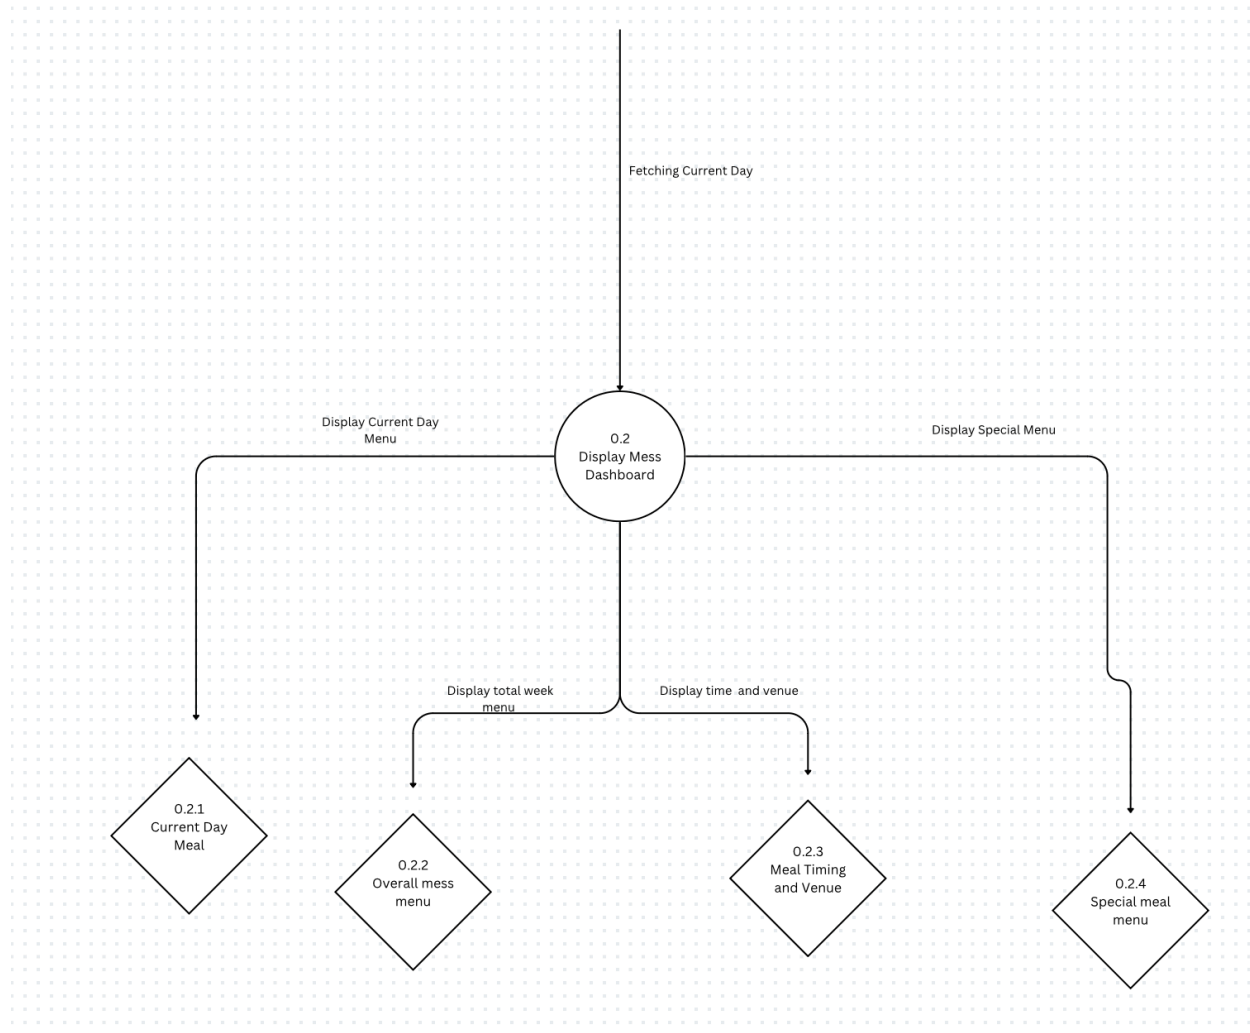 Fetching Current Day
Display Current Day
Menu
Display Special Menu
0.2
Display Mess
Dashboard
Display total week
menu
Display time and venue
0.2.1
Current Day
Meal
0.2.2
Overall mess
menu
0.2.3
Meal Timing
and Venue
0.2.4
Special meal
menu